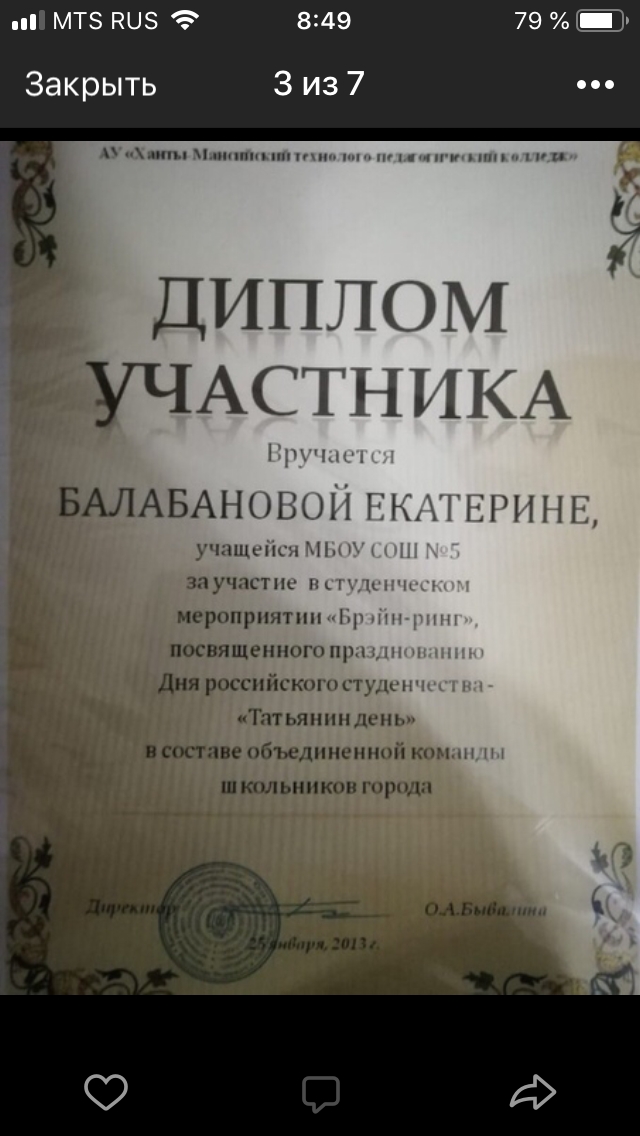 MTS RUS 8:49 79 %
Закрыть 3 из 7
АУ «Ханты-Мансийский технолого-педагогический колледж»
ДИПЛОМ
УЧАСТНИКА
Вручается
БАЛАБАНОВОЙ ЕКАТЕРИНЕ,
учащейся МБОУ СОШ №5
за участие в студенческом
мероприятии «Брэйн-ринг»,
посвященного празднованию
Дня российского студенчества-
«Татьянин день»
в составе объединенной команды
школьников города
Директор О.А.Бывалина
25 января, 2013 г.